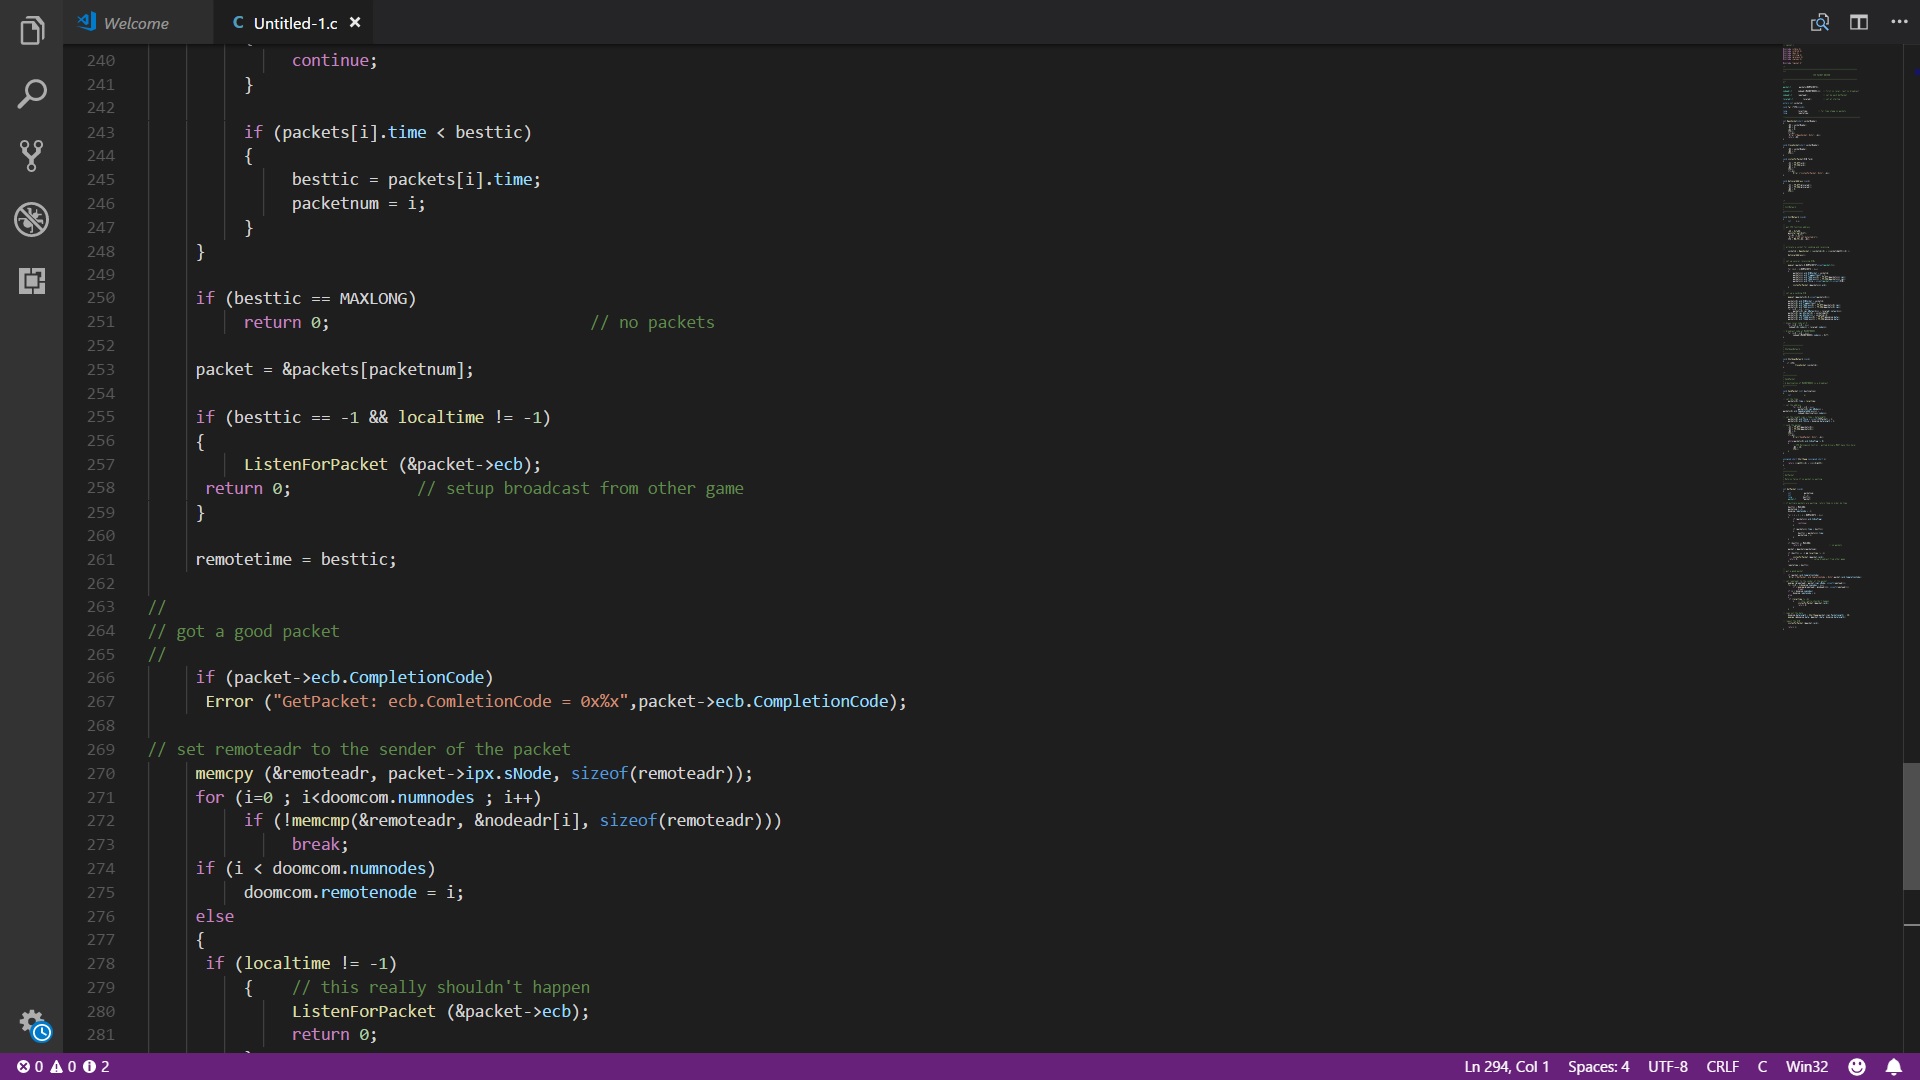 Welcome
C Untitled-1.c ×
240 continue;
241 }
242
243 if (packets[i].time < besttic)
244 {
245 besttic = packets[i].time;
246 packetnum = i;
247 }
248 }
249
250 if (besttic == MAXLONG)
251 return 0; // no packets
252
253 packet = &packets[packetnum];
254
255 if (besttic == -1 && localtime != -1)
256 {
257 ListenForPacket (&packet->ecb);
258 return 0; // setup broadcast from other game
259 }
260
261 remotetime = besttic;
262
263 //
264 // got a good packet
265 //
266 if (packet->ecb.CompletionCode)
267 Error ("GetPacket: ecb.ComletionCode = 0x%x",packet->ecb.CompletionCode);
268
269 // set remoteadr to the sender of the packet
270 memcpy (&remoteadr, packet->ipx.sNode, sizeof(remoteadr));
271 for (i=0 ; i<doomcom.numnodes ; i++)
272 if (!memcmp(&remoteadr, &nodeadr[i], sizeof(remoteadr)))
273 break;
274 if (i < doomcom.numnodes)
275 doomcom.remotenode = i;
276 else
277 {
278 if (localtime != -1)
279 { // this really shouldn't happen
280 ListenForPacket (&packet->ecb);
281 return 0;
0 0 2 Ln 294, Col 1 Spaces: 4 UTF-8 CRLF C Win32